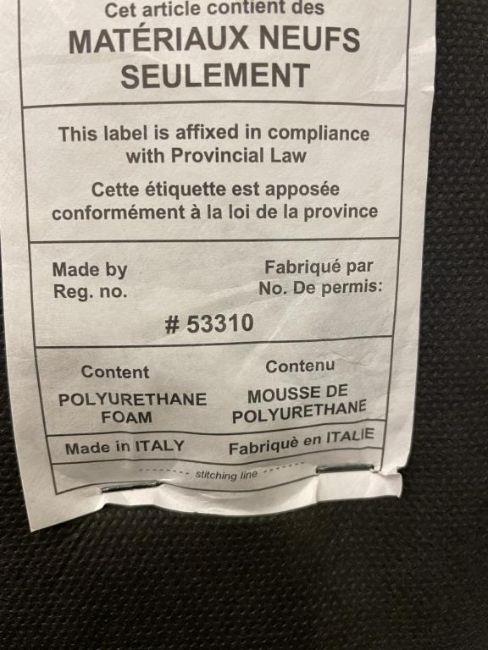 Cet article contient des
MATÉRIAUX NEUFS
SEULEMENT
This label is affixed in compliance
with Provincial Law
Cette étiquette est apposée
conformément à la loi de la province
Made by
Reg. no.
Fabriqué par
No. De permis:
# 53310
Content
POLYURETHANE
FOAM
Contenu
MOUSSE DE
POLYURETHANE
Made in ITALY
Fabriquè en ITALIE
stitching line